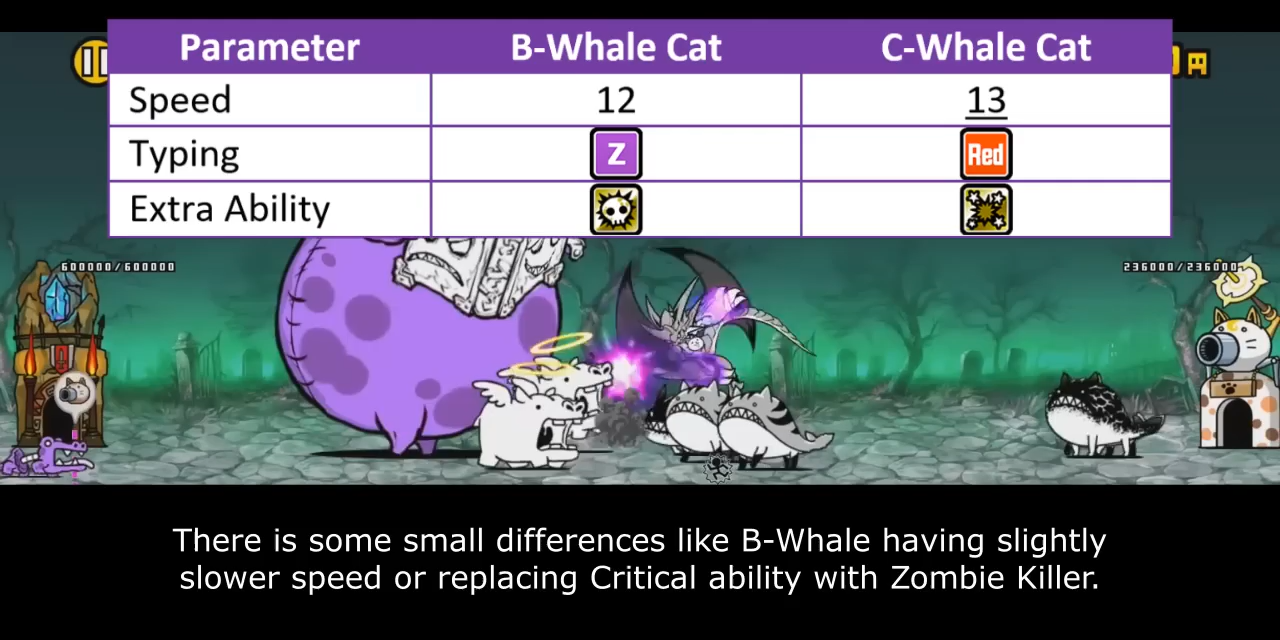 Parameter B-Whale Cat C-Whale Cat
Speed 12 13
Typing Z Red
Extra Ability
600000/600000
236000/236000
There is some small differences like B-Whale having slightly
slower speed or replacing Critical ability with Zombie Killer.